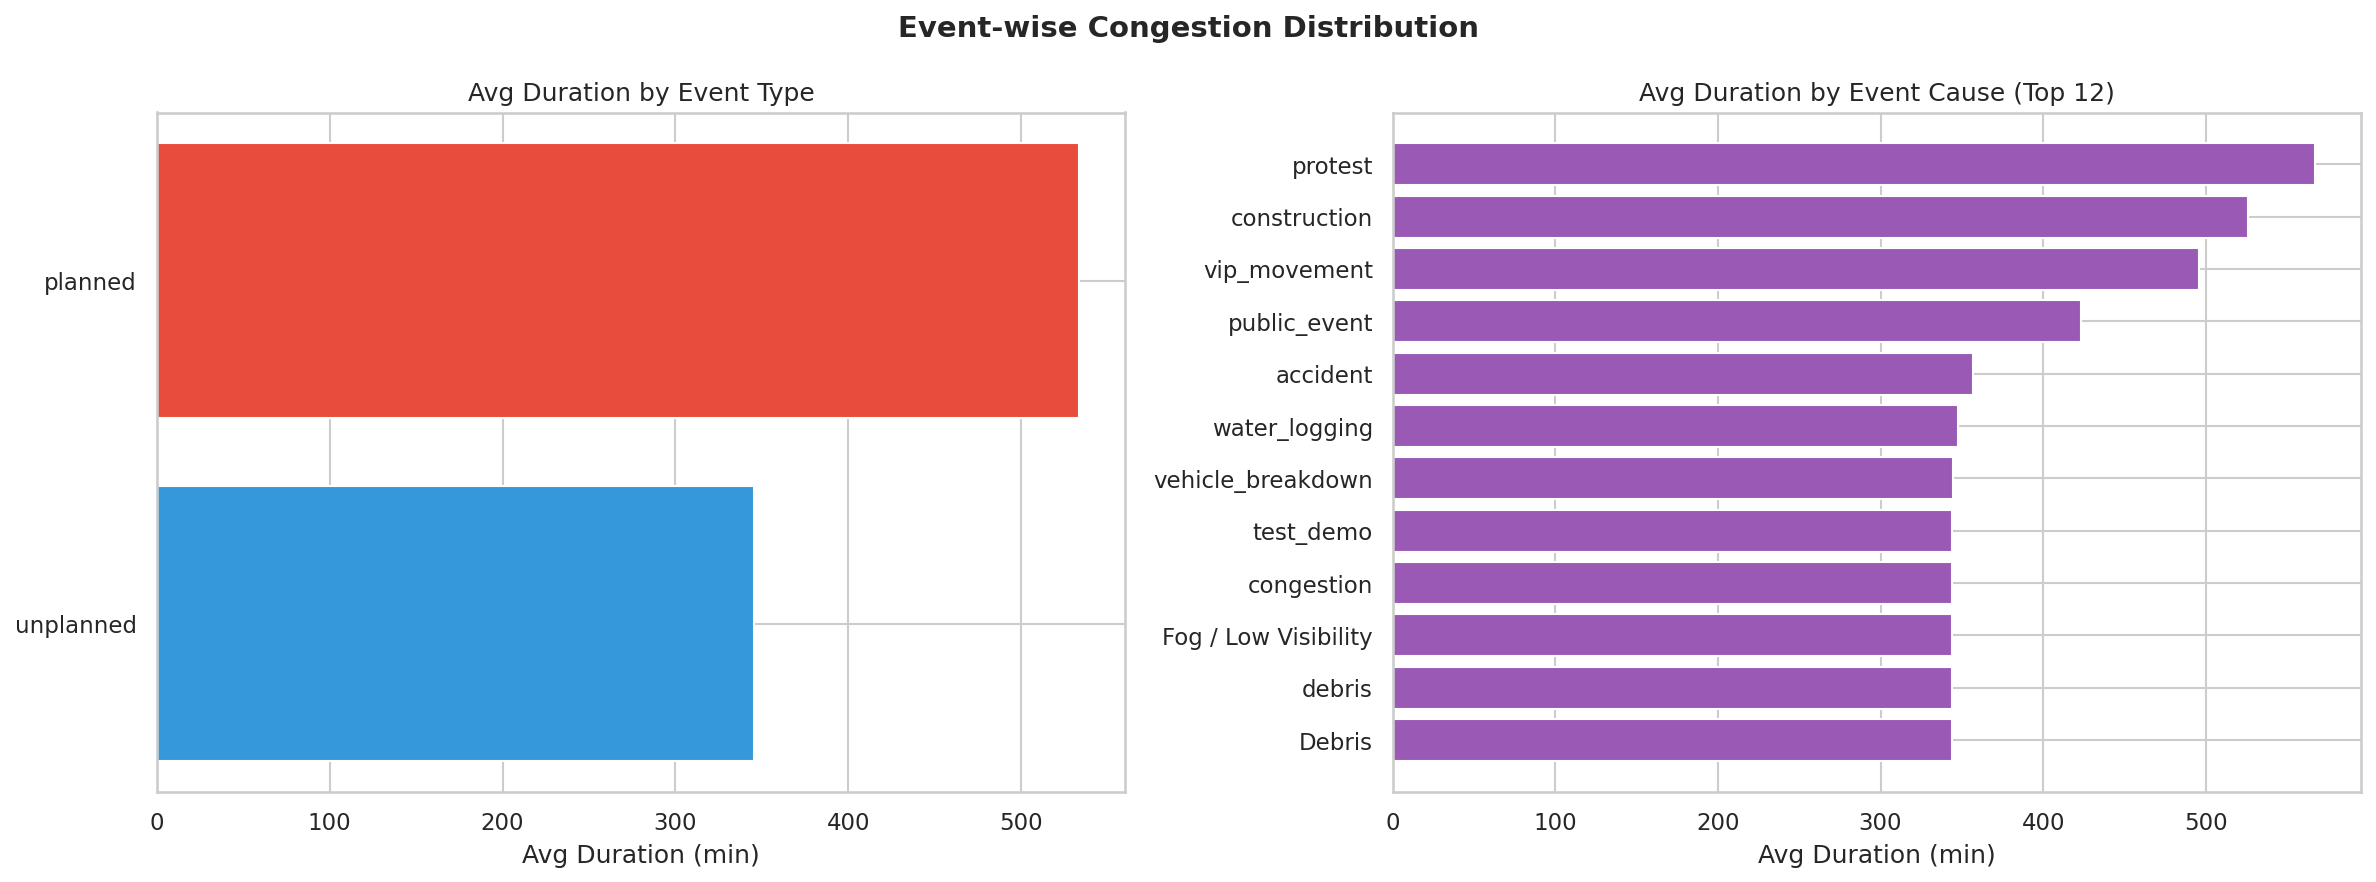 Event-wise Congestion Distribution
Avg Duration by Event Type
planned
unplanned
0 100 200 300 400 500
Avg Duration (min)
Avg Duration by Event Cause (Top 12)
protest
construction
vip_movement
public_event
accident
water_logging
vehicle_breakdown
test_demo
congestion
Fog / Low Visibility
debris
Debris
0 100 200 300 400 500
Avg Duration (min)